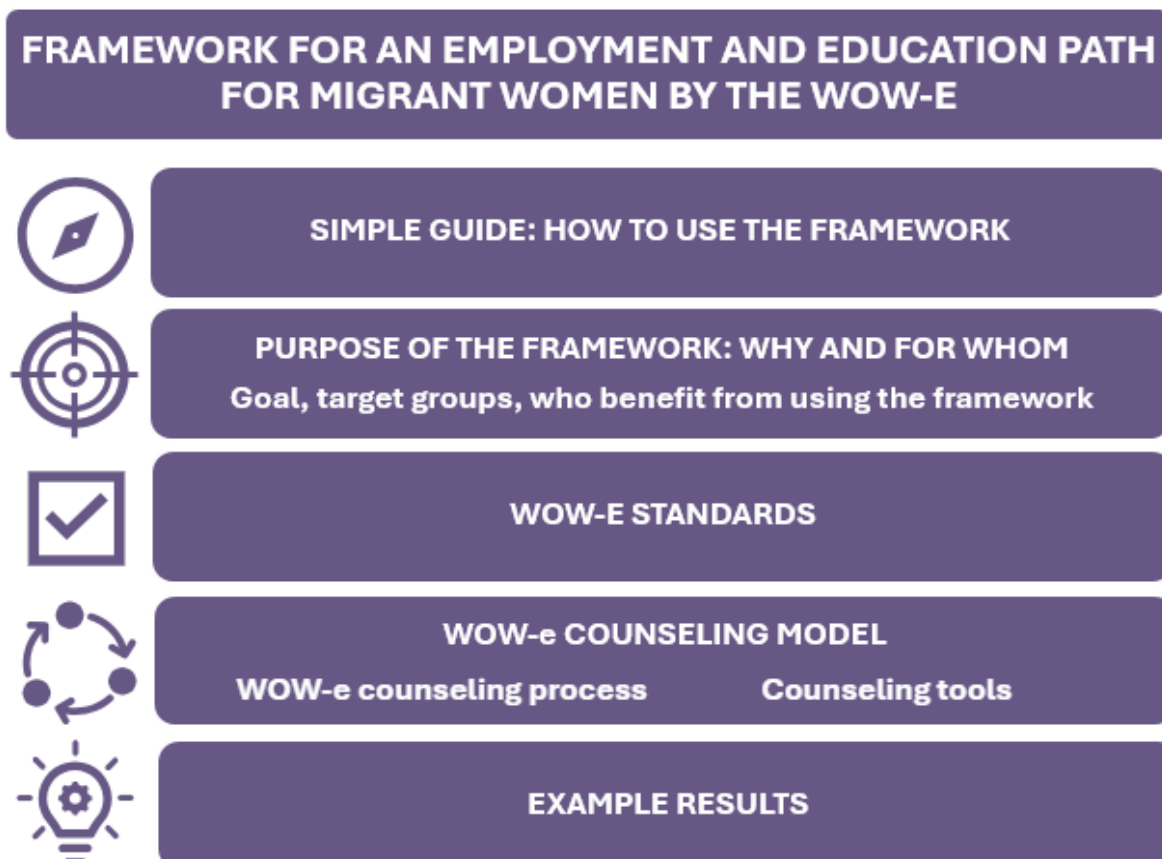 FRAMEWORK FOR AN EMPLOYMENT AND EDUCATION PATH
FOR MIGRANT WOMEN BY THE WOW-E
SIMPLE GUIDE: HOW TO USE THE FRAMEWORK
PURPOSE OF THE FRAMEWORK: WHY AND FOR WHOM
Goal, target groups, who benefit from using the framework
WOW-E STANDARDS
WOW-e COUNSELING MODEL
WOW-e counseling process Counseling tools
EXAMPLE RESULTS